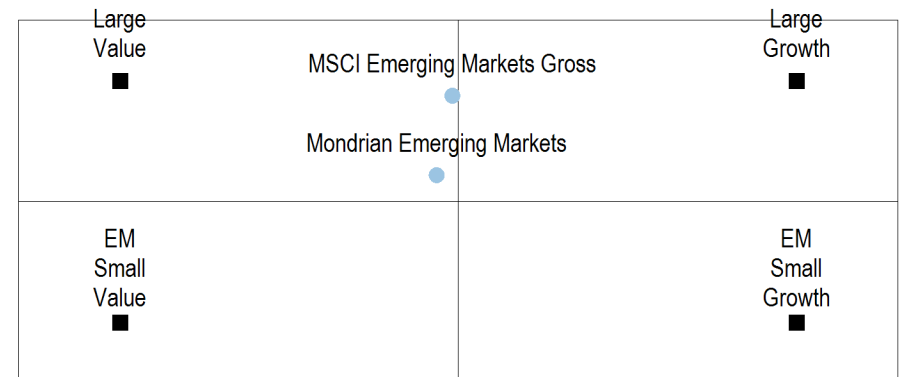 Large
Value
Large
Growth
MSCI Emerging Markets Gross
Mondrian Emerging Markets
EM
Small
Value
EM
Small
Growth